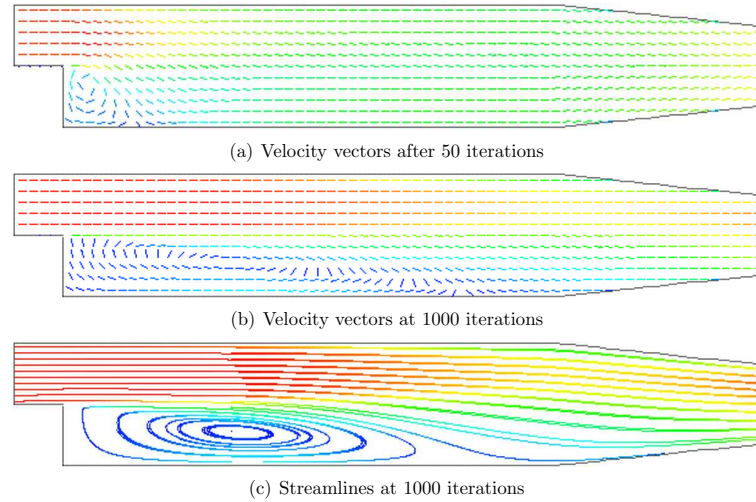 (a) Velocity vectors after 50 iterations
(b) Velocity vectors at 1000 iterations
(c) Streamlines at 1000 iterations